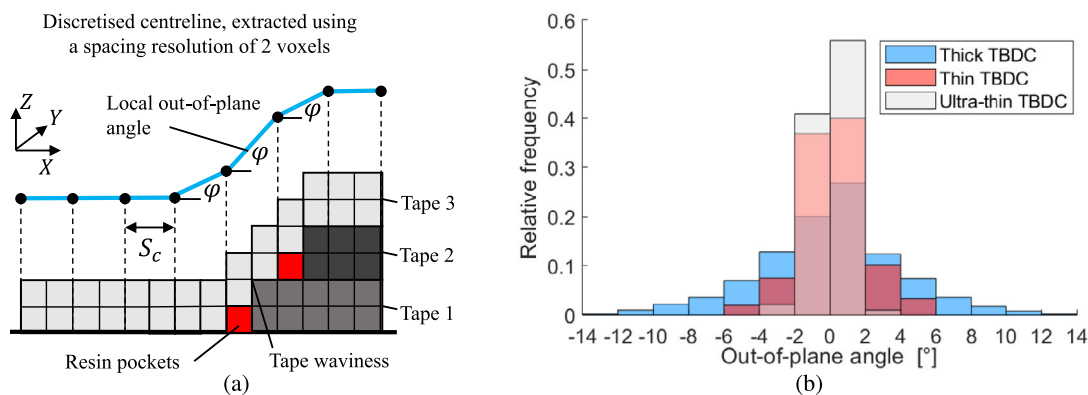 Discretised centreline, extracted using
a spacing resolution of 2 voxels
Z
Y
X
Local out-of-plane
angle
φ
φ
φ
S_c
Tape 3
Tape 2
Tape 1
Resin pockets
Tape waviness
(a)
0.6
0.5
0.4
0.3
0.2
0.1
0
Relative frequency
Thick TBDC
Thin TBDC
Ultra-thin TBDC
-14 -12 -10 -8 -6 -4 -2 0 2 4 6 8 10 12 14
Out-of-plane angle [°]
(b)